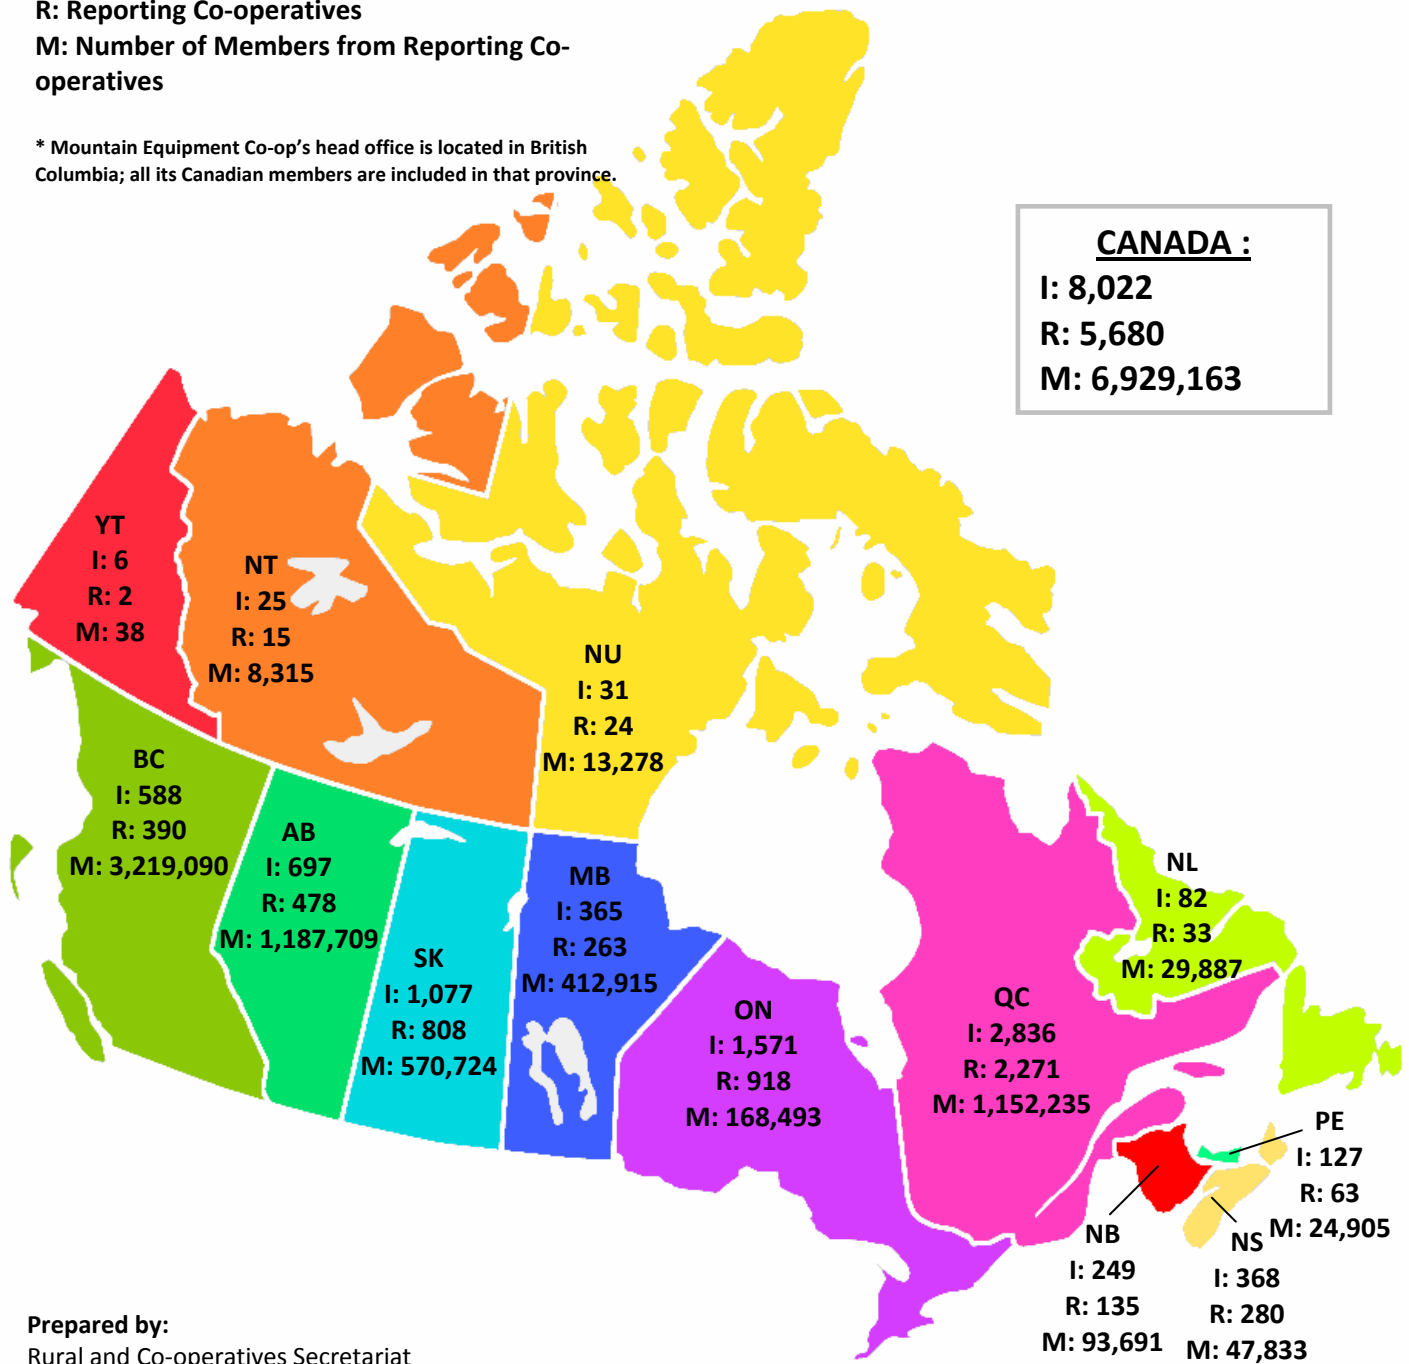 R: Reporting Co-operatives
M: Number of Members from Reporting Co-
operatives
* Mountain Equipment Co-op’s head office is located in British
Columbia; all its Canadian members are included in that province.
CANADA :
I: 8,022
R: 5,680
M: 6,929,163
YT
I: 6
R: 2
M: 38
NT
I: 25
R: 15
M: 8,315
NU
I: 31
R: 24
M: 13,278
BC
I: 588
R: 390
M: 3,219,090
AB
I: 697
R: 478
M: 1,187,709
SK
I: 1,077
R: 808
M: 570,724
MB
I: 365
R: 263
M: 412,915
ON
I: 1,571
R: 918
M: 168,493
QC
I: 2,836
R: 2,271
M: 1,152,235
NL
I: 82
R: 33
M: 29,887
PE
I: 127
R: 63
M: 24,905
NB
I: 249
R: 135
M: 93,691
NS
I: 368
R: 280
M: 47,833
Prepared by:
Rural and Co-operatives Secretariat